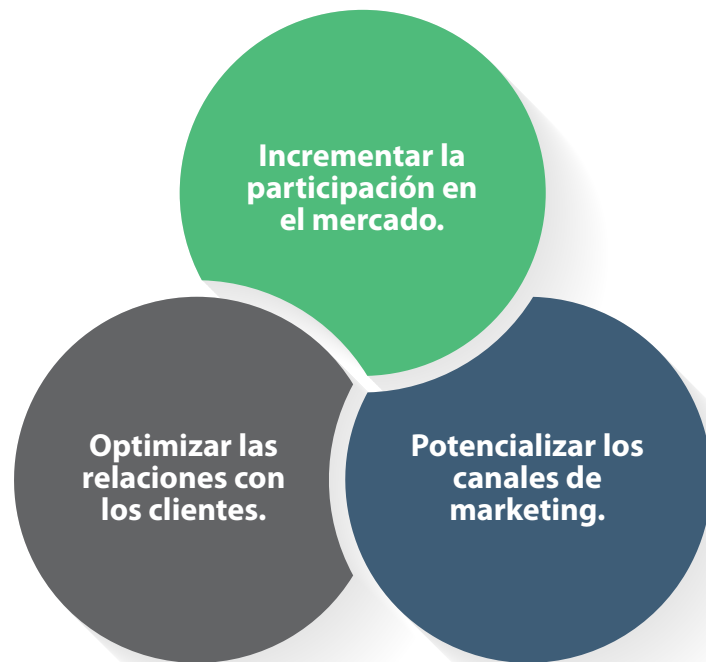 Incrementar la
participación en
el mercado.
Optimizar las
relaciones con
los clientes.
Potencializar los
canales de
marketing.